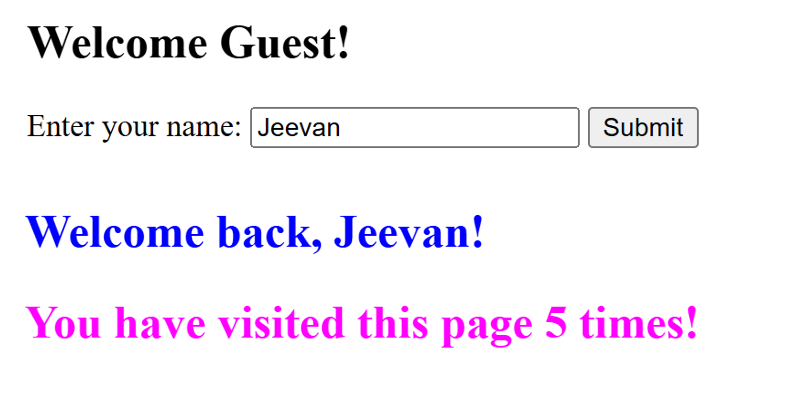 Welcome Guest!
Enter your name: Jeevan Submit
Welcome back, Jeevan!
You have visited this page 5 times!